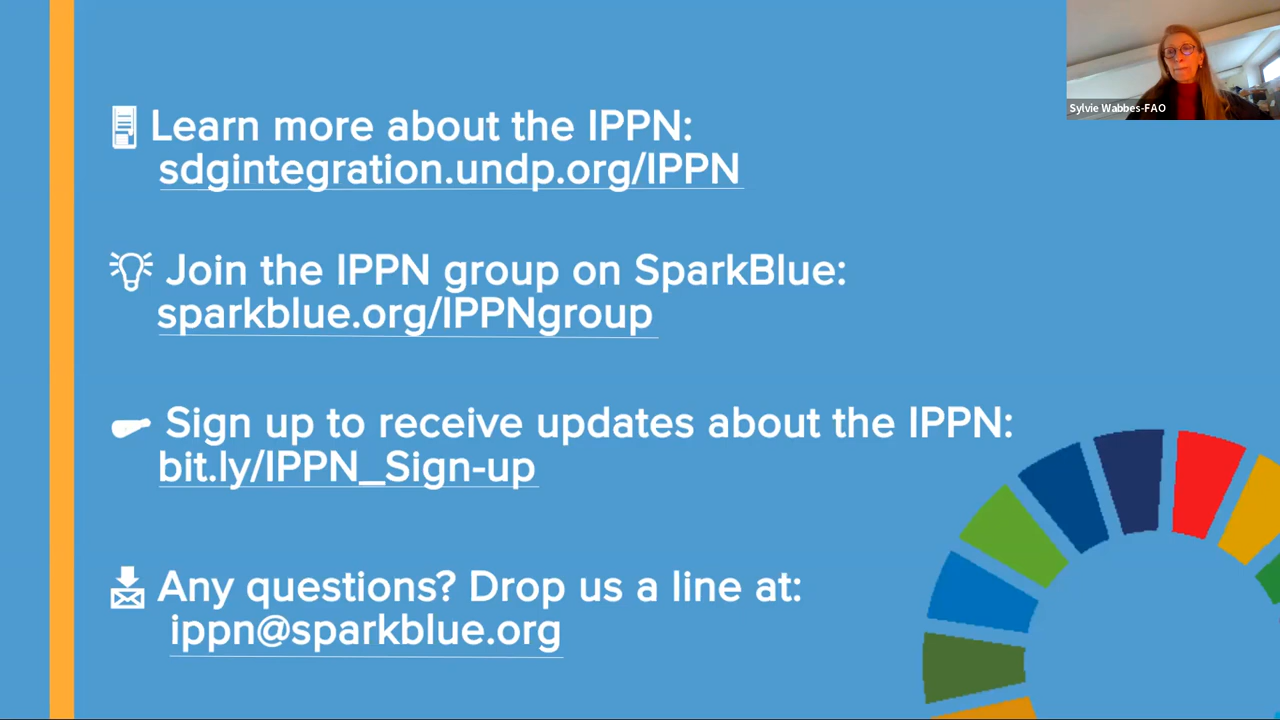 Learn more about the IPPN:
sdgintegration.undp.org/IPPN
Join the IPPN group on SparkBlue:
sparkblue.org/IPPNgroup
Sign up to receive updates about the IPPN:
bit.ly/IPPN_Sign-up
Any questions? Drop us a line at:
ippn@sparkblue.org
Sylvie Wabbes-FAO